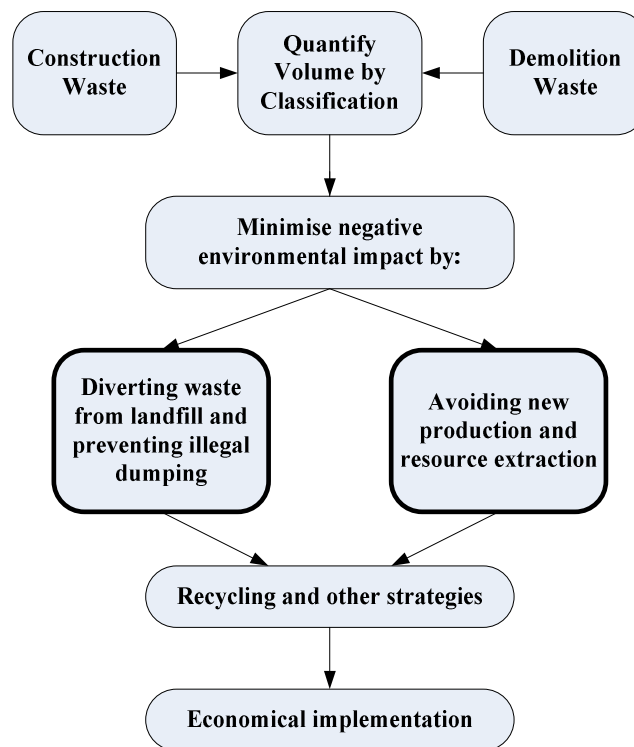 Construction
Waste
Quantify
Volume by
Classification
Demolition
Waste
Minimise negative
environmental impact by:
Diverting waste
from landfill and
preventing illegal
dumping
Avoiding new
production and
resource extraction
Recycling and other strategies
Economical implementation